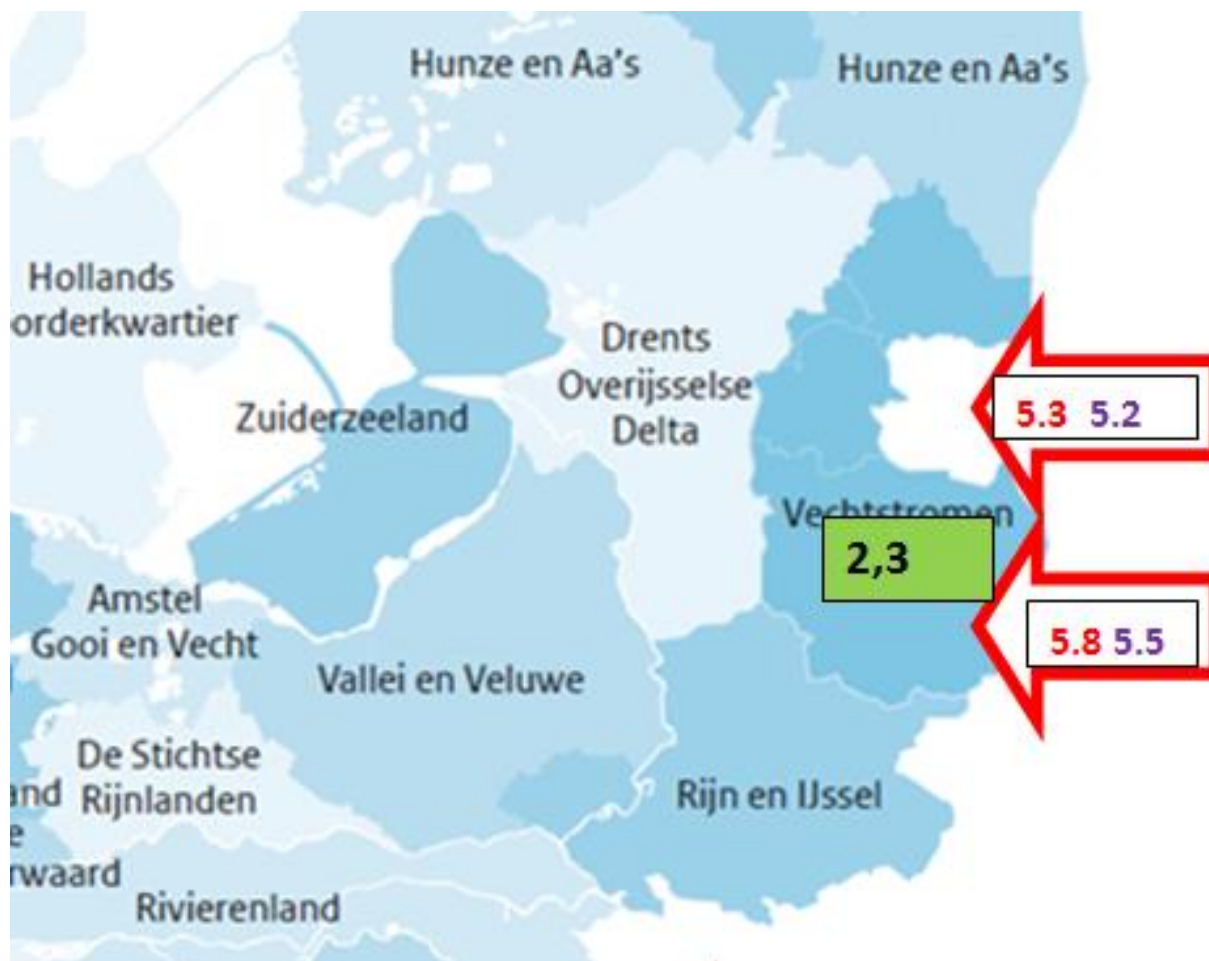 Hunze en Aa's
Hunze en Aa's
Hollands
orderkwartier
Drents
Overijsselse
Delta
Zuiderzeeland
5.3 5.2
Vechtstromen
2,3
Amstel
Gooi en Vecht
5.8 5.5
Vallei en Veluwe
De Stichtse
Rijnlanden
and
e
rwaard
Rijn en IJssel
Rivierenland